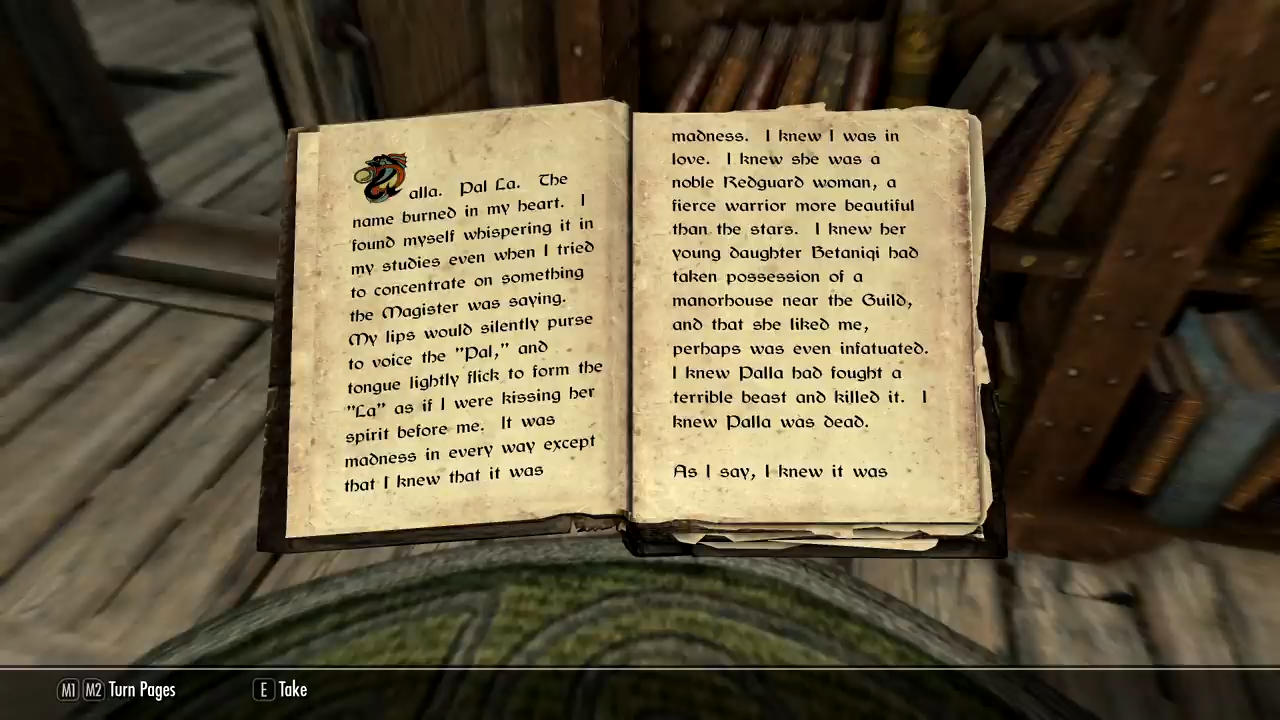 Palla. Pal La. The
name burned in my heart. I
found myself whispering it in
my studies even when I tried
to concentrate on something
the Magister was saying.
My lips would silently purse
to voice the "Pal," and
tongue lightly flick to form the
"La" as if I were kissing her
spirit before me. It was
madness in every way except
that I knew that it was
madness. I knew I was in
love. I knew she was a
noble Redguard woman, a
fierce warrior more beautiful
than the stars. I knew her
young daughter Betaniqi had
taken possession of a
manorhouse near the Guild,
and that she liked me,
perhaps was even infatuated.
I knew Palla had fought a
terrible beast and killed it. I
knew Palla was dead.
As I say, I knew it was
M1 M2 Turn Pages
E Take